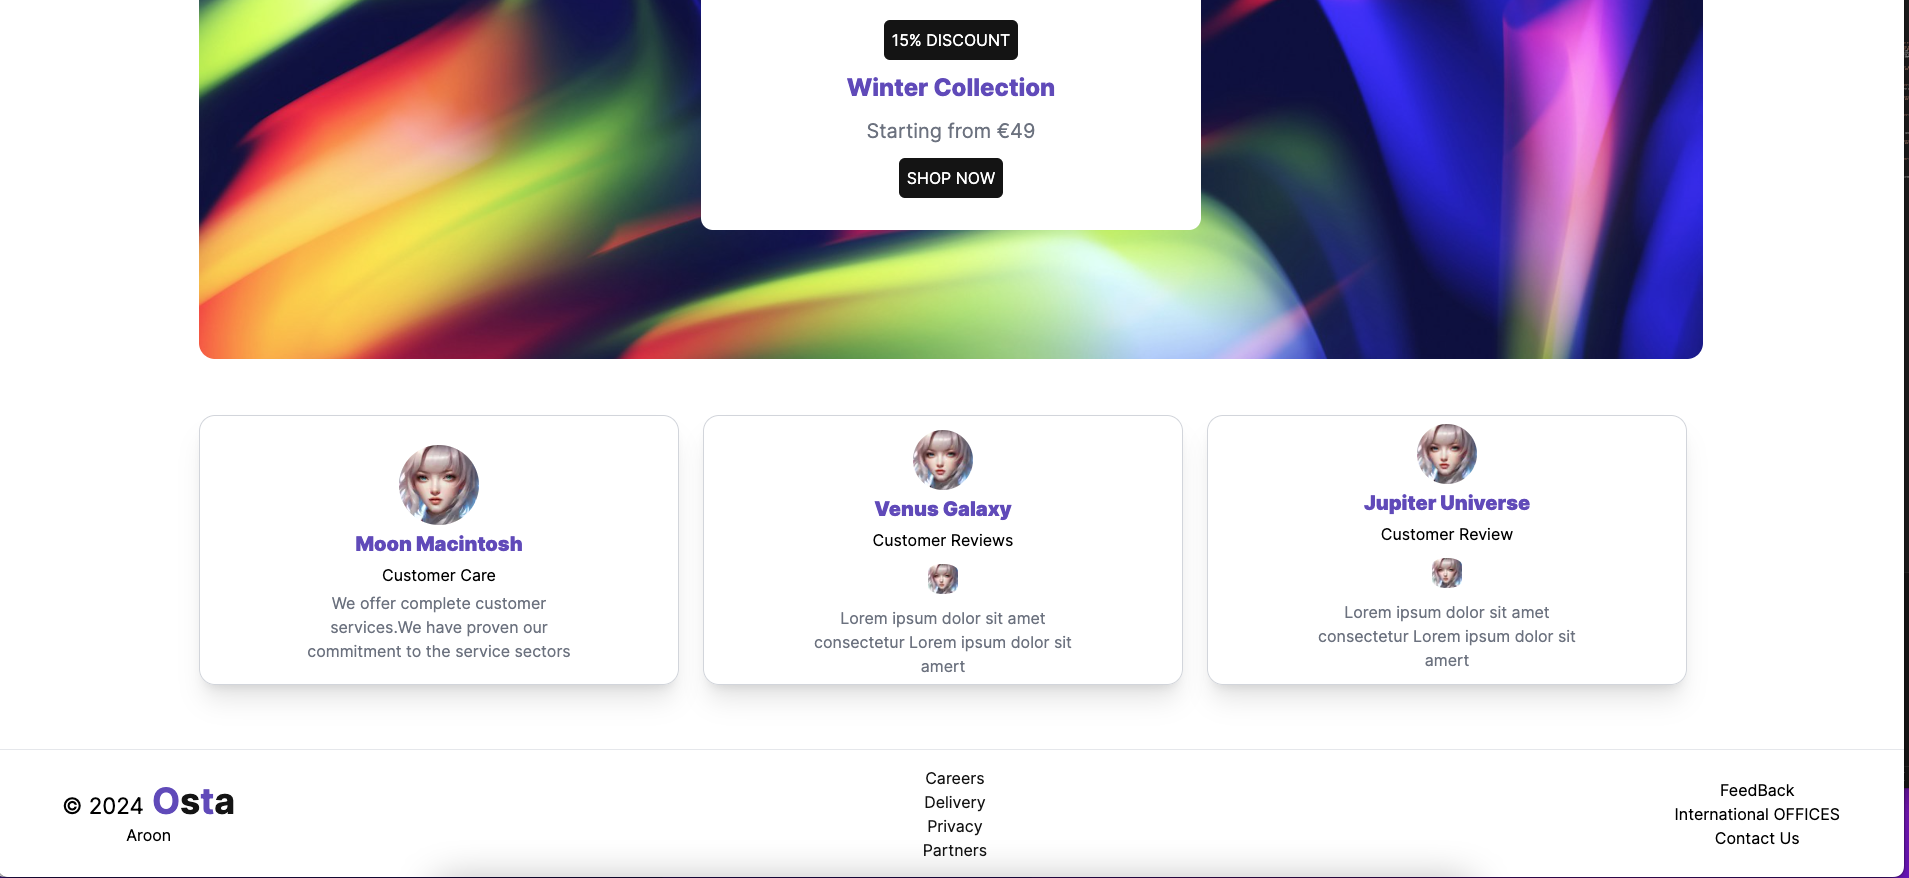 15% DISCOUNT
Winter Collection
Starting from €49
SHOP NOW
Moon Macintosh
Customer Care
We offer complete customer
services.We have proven our
commitment to the service sectors
Venus Galaxy
Customer Reviews
Lorem ipsum dolor sit amet
consectetur Lorem ipsum dolor sit
amert
Jupiter Universe
Customer Review
Lorem ipsum dolor sit amet
consectetur Lorem ipsum dolor sit
amert
© 2024 Osta
Aroon
Careers
Delivery
Privacy
Partners
FeedBack
International OFFICES
Contact Us